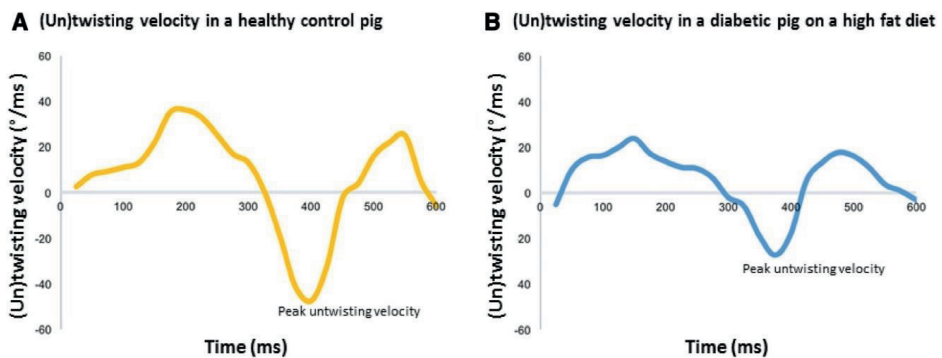 A (Un)twisting velocity in a healthy control pig
(Un)twisting velocity (°/ms )
60
40
20
0
-20
-40
-60
0 100 200 300 400 500 600
Peak untwisting velocity
Time (ms)
B (Un)twisting velocity in a diabetic pig on a high fat diet
(Un)twisting velocity (°/ms)
60
40
20
0
-20
-40
-60
0 100 200 300 400 500 600
Peak untwisting velocity
Time (ms)